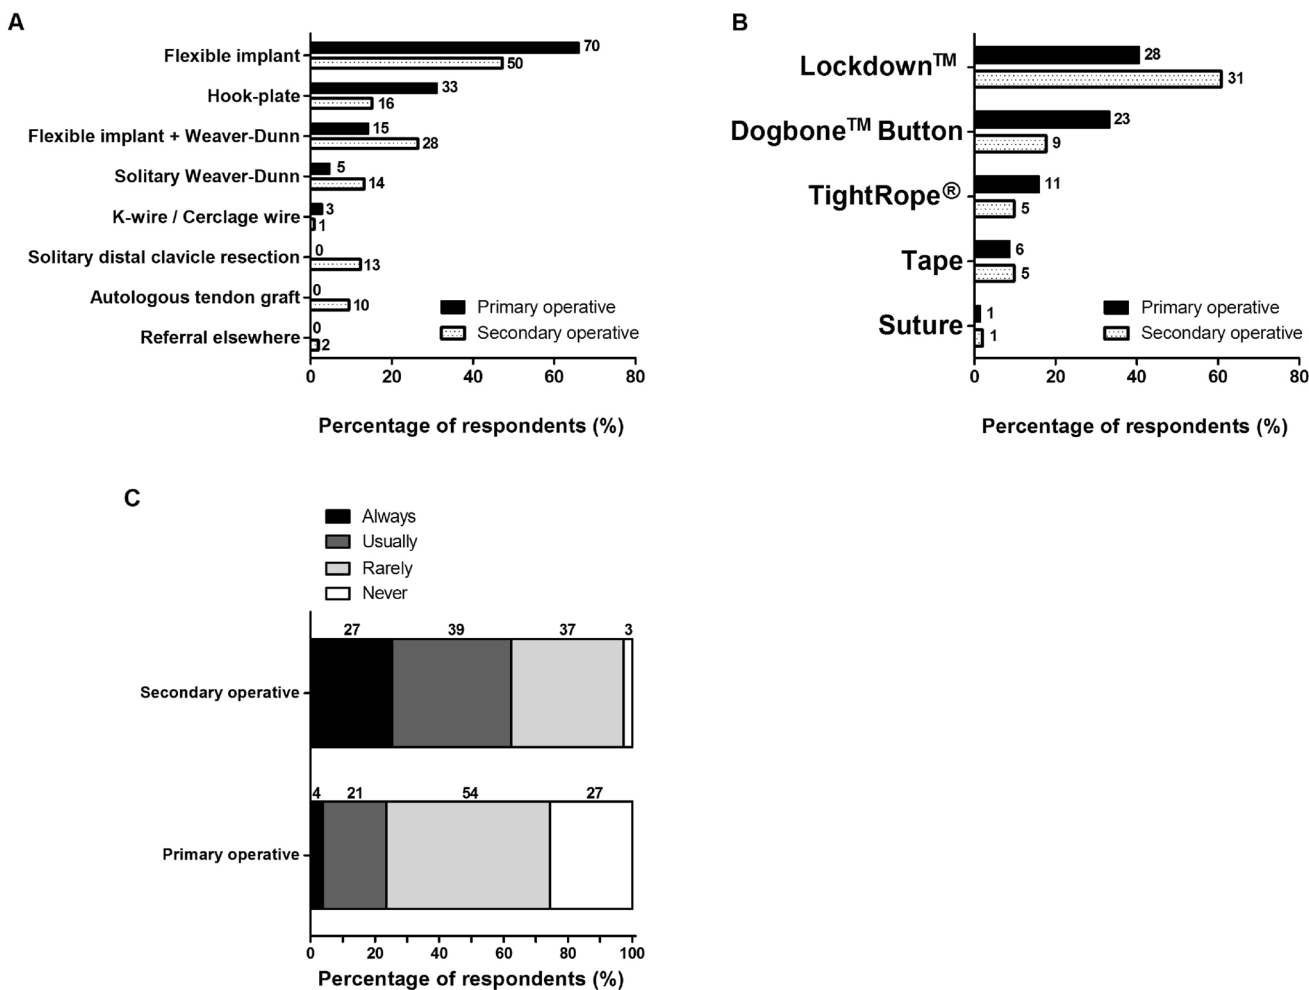 A
Flexible implant 70
50
Hook-plate 33
16
Flexible implant + Weaver-Dunn 15
28
Solitary Weaver-Dunn 5
14
K-wire / Cerclage wire 3
1
Solitary distal clavicle resection 0
13
Autologous tendon graft 0
10
Referral elsewhere 0
2
Primary operative
Secondary operative
0 20 40 60 80
Percentage of respondents (%)
B
Lockdown™ 28
31
Dogbone™ Button 23
9
TightRope® 11
5
Tape 6
5
Suture 1
1
Primary operative
Secondary operative
0 20 40 60 80
Percentage of respondents (%)
C
Always
Usually
Rarely
Never
27 39 37 3
Secondary operative
4 21 54 27
Primary operative
0 20 40 60 80 100
Percentage of respondents (%)